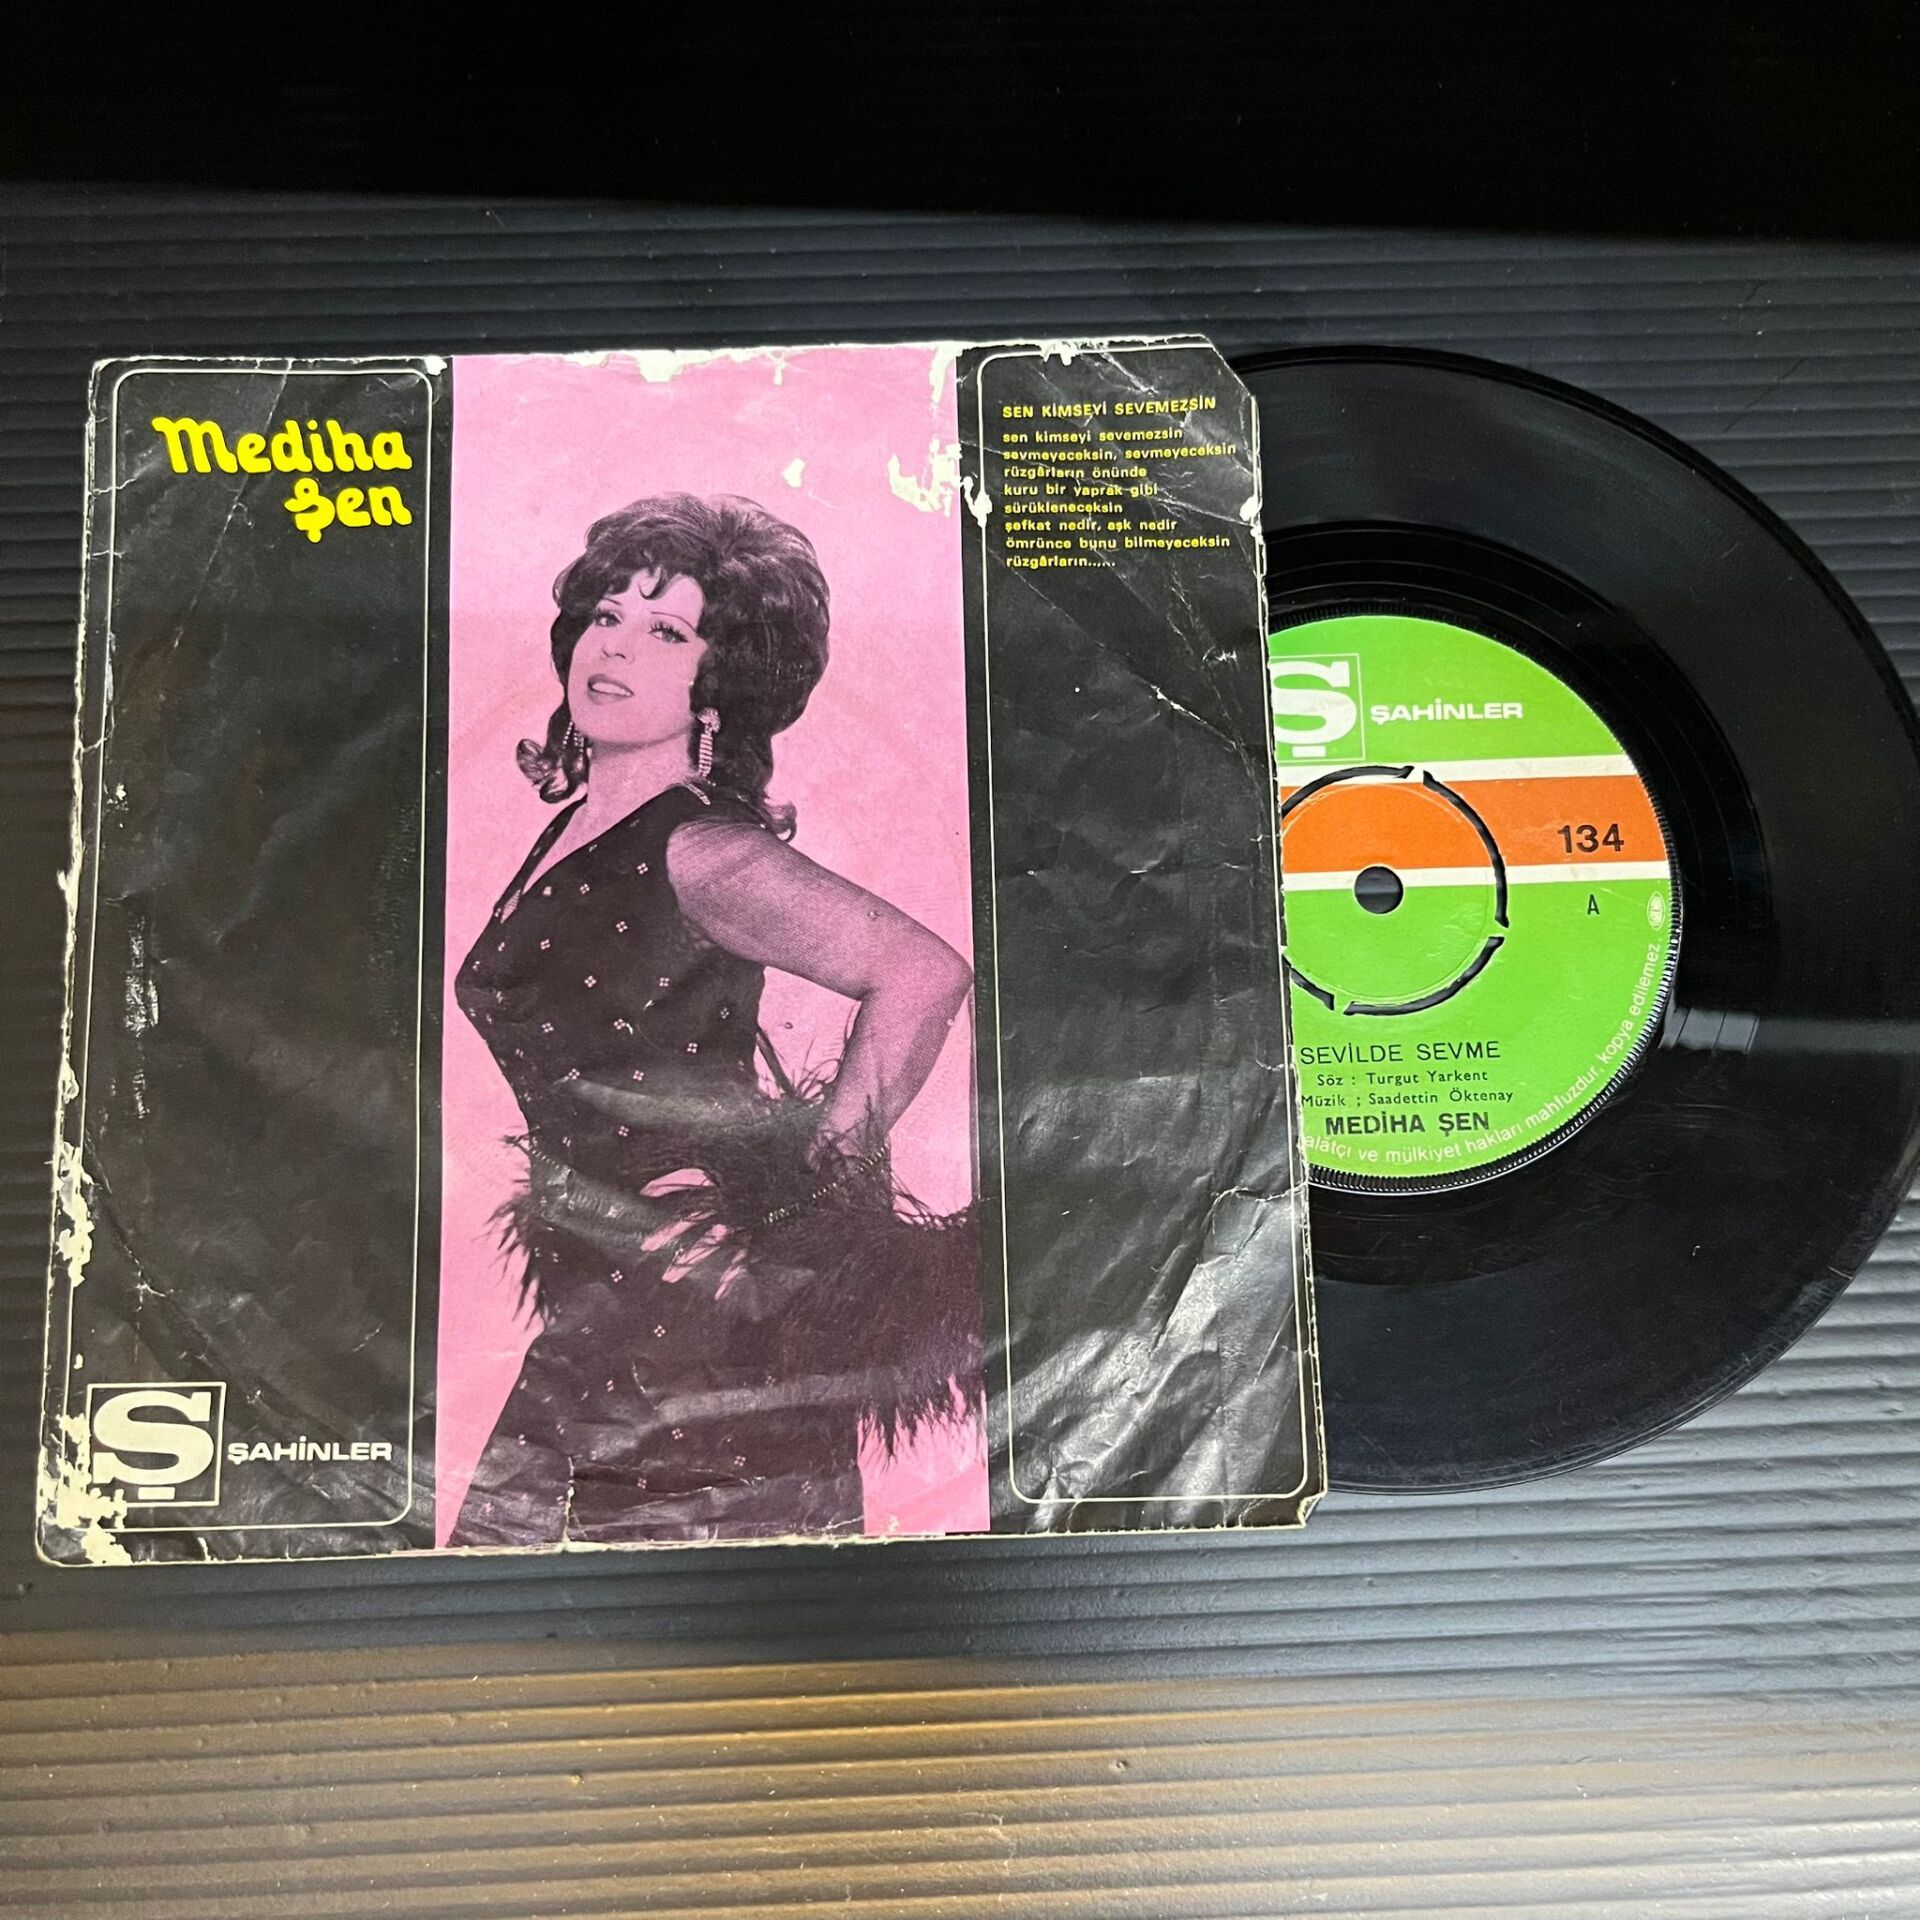 Mediha
Şen
SEN KİMSEYİ SEVEMEZSİN
sen kimseyi sevemezsin
sevmeyeceksin, sevmeyeceksin
rüzgârların önünde
kuru bir yaprak gibi
sürükleneceksin
şefkat nedir, aşk nedir
ömrünce bunu bilmeyeceksin
rüzgârların......
Ş ŞAHİNLER
Ş ŞAHİNLER
134
A
SEVİLDE SEVME
Söz : Turgut Yarkent
Müzik ; Saadettin Öktenay
MEDİHA ŞEN
ve mülkiyet hakları mahfuzdur, kopya edilemez.